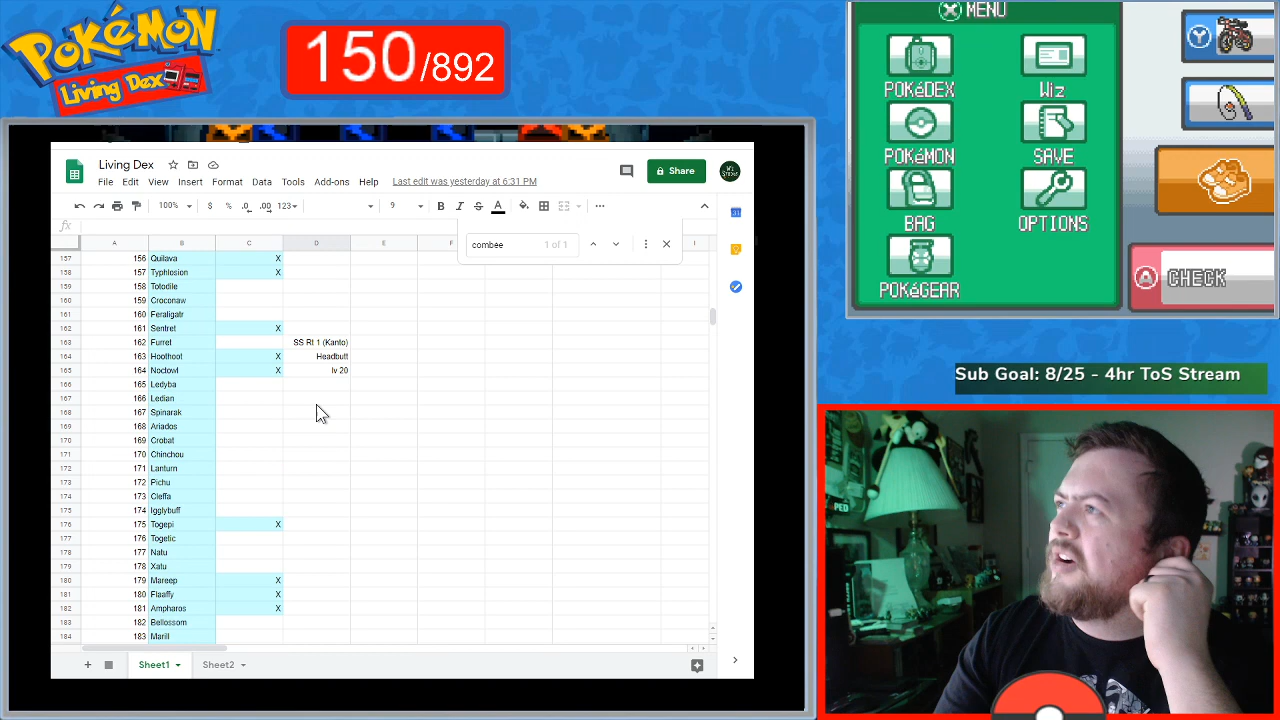 POKéMON
Living Dex
150/892
MENU
POKéDEX
Wiz
POKéMON
SAVE
BAG
OPTIONS
POKéGEAR
Y
A CHECK
Living Dex
File Edit View Insert Format Data Tools Add-ons Help Last edit was yesterday at 6:31 PM
Share
100% $ % .0 .00 123 9 B I S A
fx
combee 1 of 1
A B C D E F I
157 156 Quilava X
158 157 Typhlosion X
159 158 Totodile
160 159 Croconaw
161 160 Feraligatr
162 161 Sentret X
163 162 Furret SS Rt 1 (Kanto)
164 163 Hoothoot X Headbutt
165 164 Noctowl X lv 20
166 165 Ledyba
167 166 Ledian
168 167 Spinarak
169 168 Ariados
170 169 Crobat
171 170 Chinchou
172 171 Lanturn
173 172 Pichu
174 173 Cleffa
175 174 Igglybuff
176 175 Togepi X
177 176 Togetic
178 177 Natu
179 178 Xatu
180 179 Mareep X
181 180 Flaaffy X
182 181 Ampharos X
183 182 Bellossom
184 183 Marill
Sheet1 Sheet2
Sub Goal: 8/25 - 4hr ToS Stream
PED